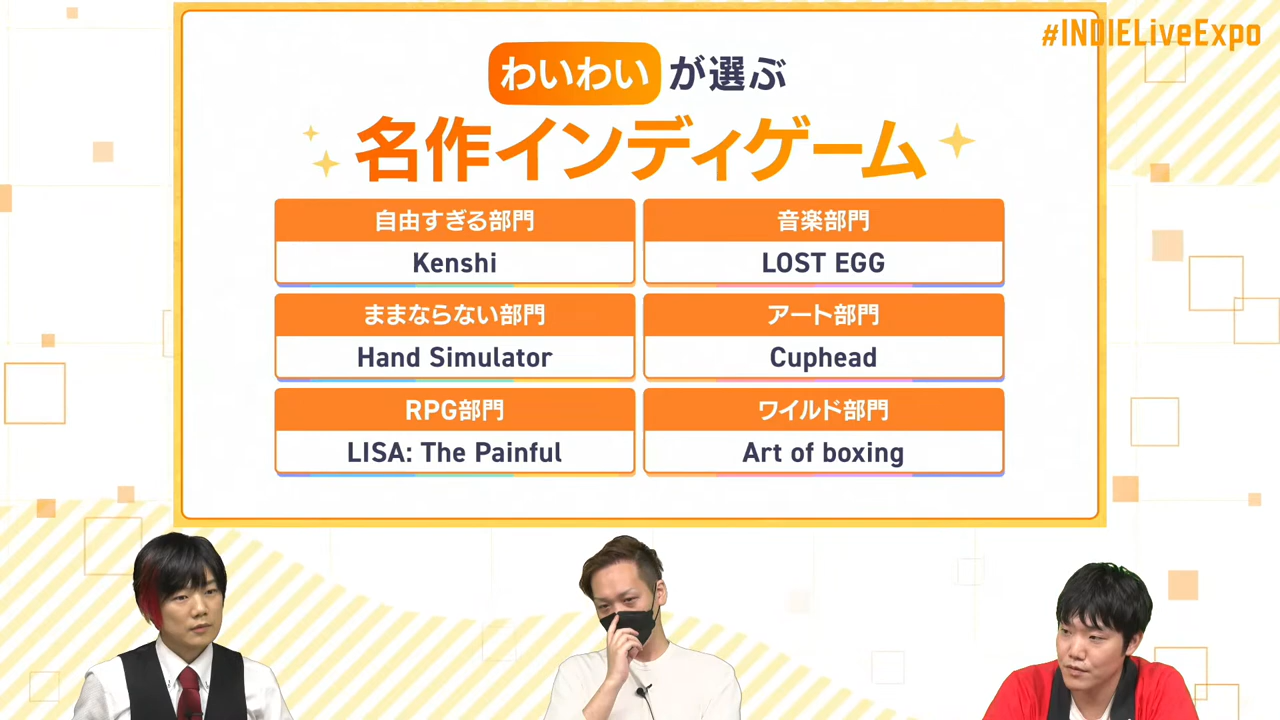 #INDIELiveExpo
わいわいが選ぶ
名作インディゲーム
自由すぎる部門
Kenshi
音楽部門
LOST EGG
ままならない部門
Hand Simulator
アート部門
Cuphead
RPG部門
LISA: The Painful
ワイルド部門
Art of boxing